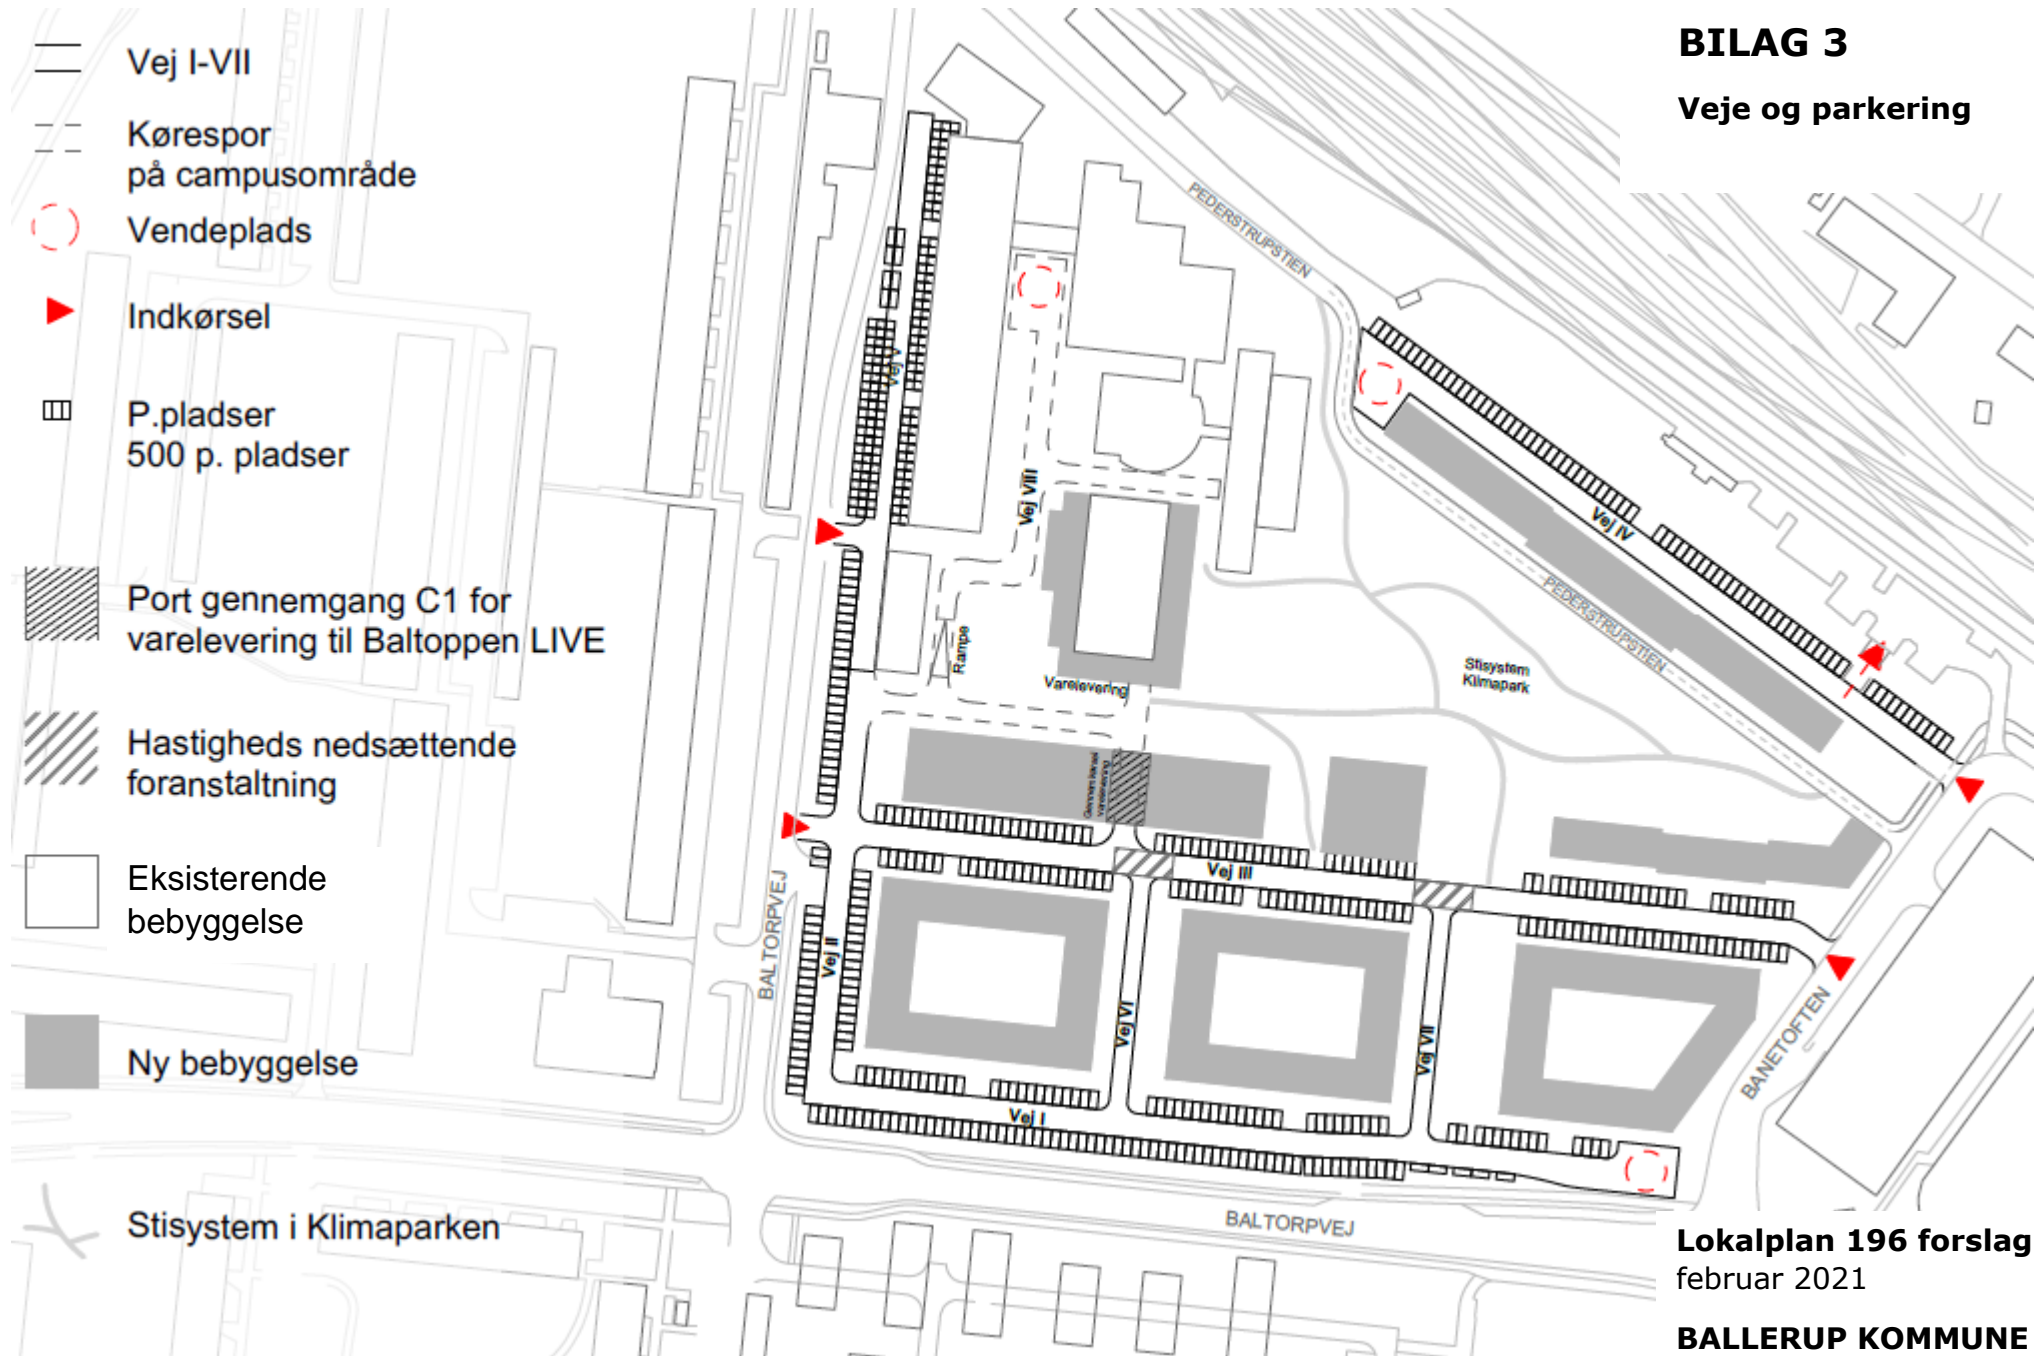 BILAG 3
Veje og parkering
Vej I-VII
Kørespor
på campusområde
Vendeplads
Indkørsel
P.pladser
500 p. pladser
Port gennemgang C1 for
varelevering til Baltoppen LIVE
Hastigheds nedsættende
foranstaltning
Eksisterende
bebyggelse
Ny bebyggelse
Stisystem i Klimaparken
PEDERSTRUPSTIEN
Vej V
Vej VIII
Vej IV
PEDERSTRUPSTIEN
Rampe
Varelevering
Stisystem
Klimapark
varelevering
Vej III
BALTORPVEJ
Vej II
Vej VI
Vej VII
BANETOFTEN
Vej I
BALTORPVEJ
Lokalplan 196 forslag
februar 2021
BALLERUP KOMMUNE